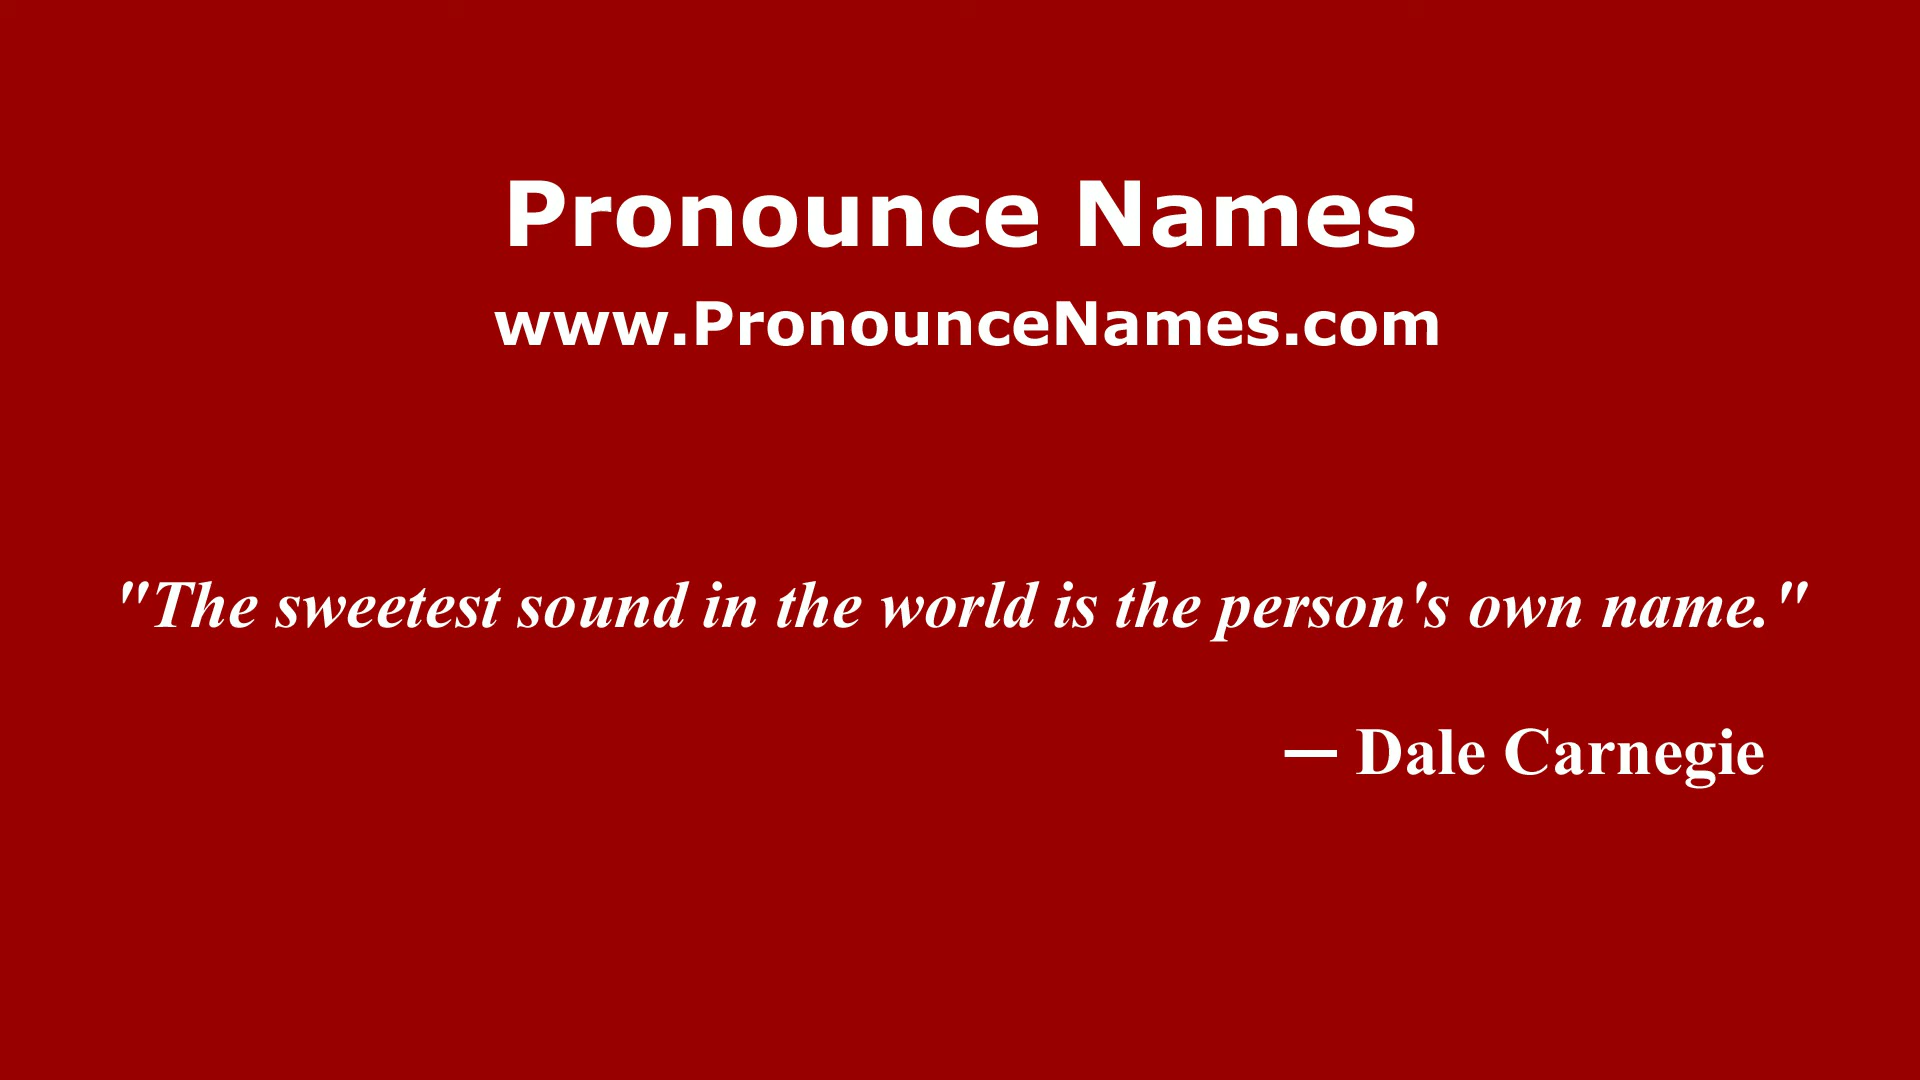 Pronounce Names
www.PronounceNames.com
"The sweetest sound in the world is the person's own name."
— Dale Carnegie